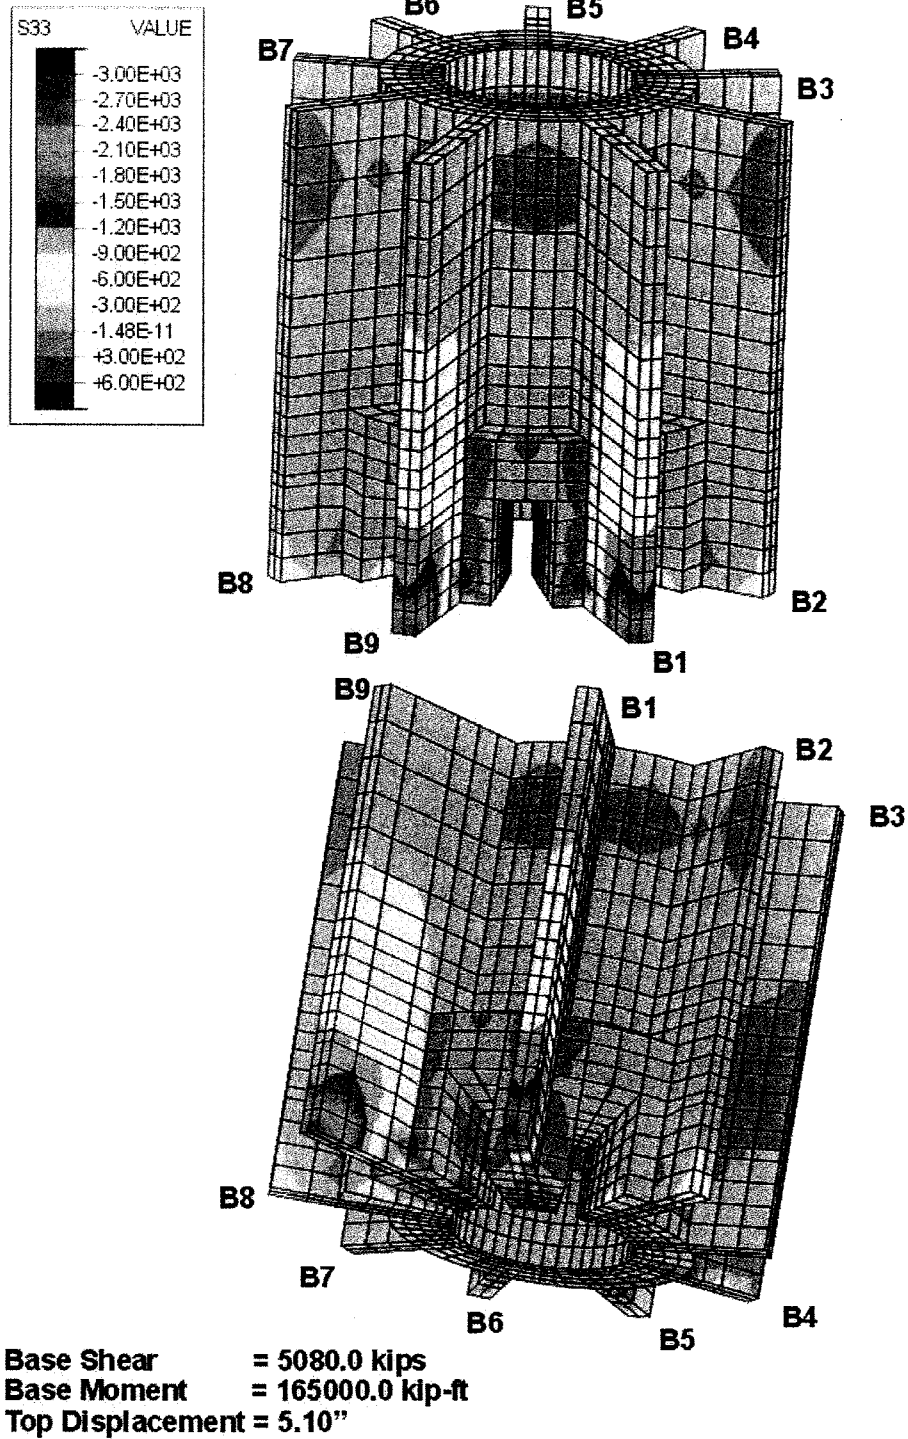 S33 VALUE
-3.00E+03
-2.70E+03
-2.40E+03
-2.10E+03
-1.80E+03
-1.50E+03
-1.20E+03
-9.00E+02
-6.00E+02
-3.00E+02
-1.48E-11
+3.00E+02
+6.00E+02
B6
B5
B7
B4
B3
B8
B2
B9
B1
B9
B1
B2
B3
B8
B7
B6
B5
B4
Base Shear = 5080.0 kips
Base Moment = 165000.0 kip-ft
Top Displacement = 5.10”